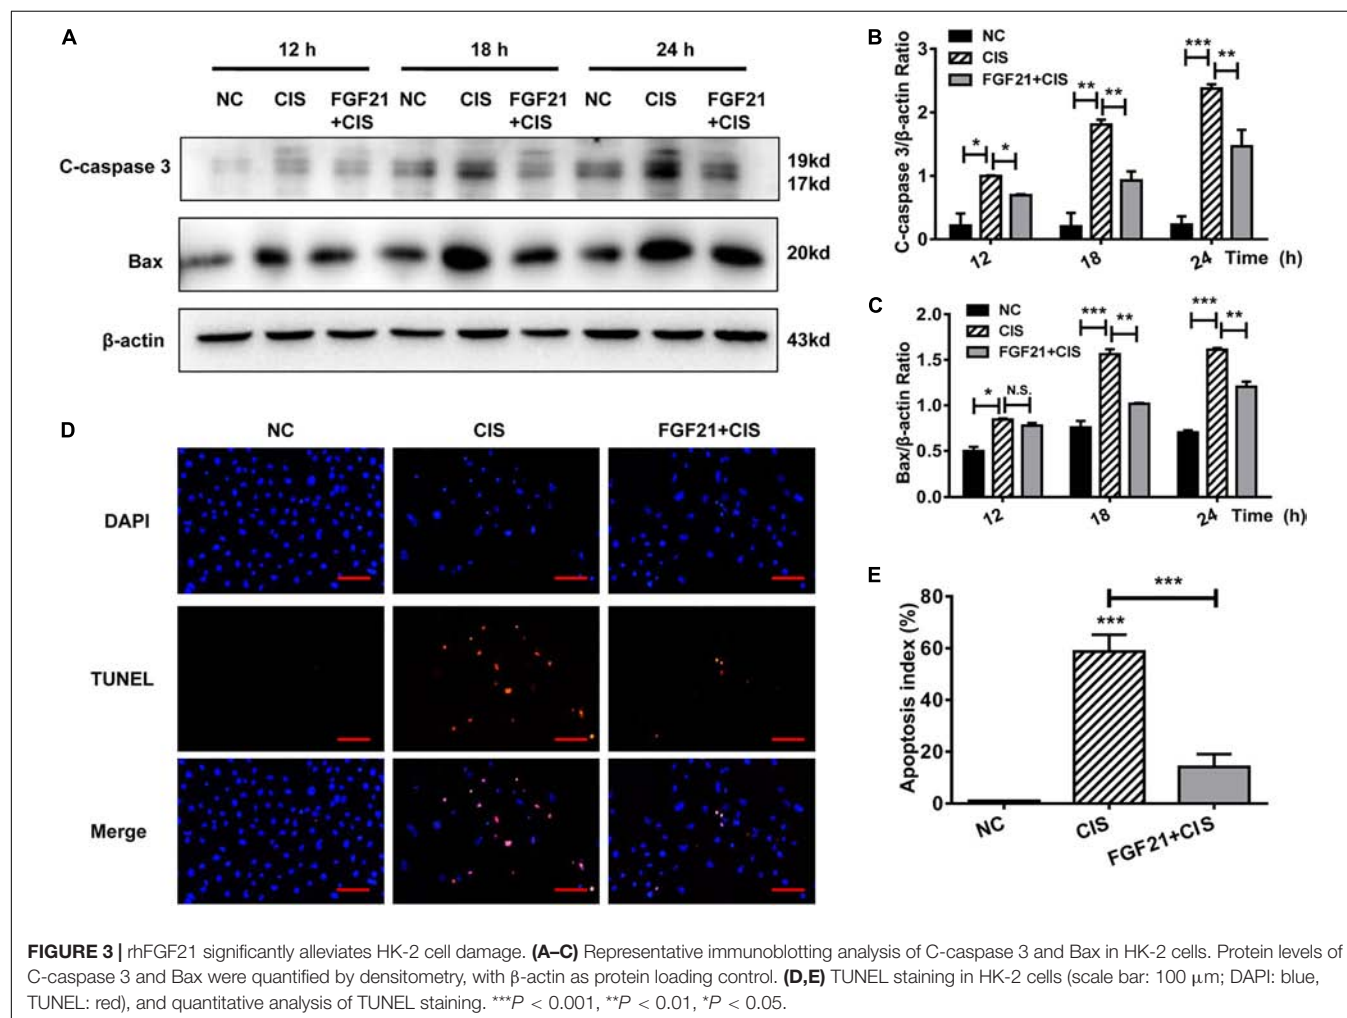 A
12 h 18 h 24 h
NC CIS FGF21 NC CIS FGF21 NC CIS FGF21
+CIS +CIS +CIS
C-caspase 3
19kd
17kd
Bax
20kd
β-actin
43kd
B
NC
CIS
FGF21+CIS
C-caspase 3/β-actin Ratio
3
2
1
0
* *
** **
*** **
12 18 24 Time (h)
C
NC
CIS
FGF21+CIS
Bax/β-actin Ratio
2.0
1.5
1.0
0.5
0.0
* N.S.
*** **
*** **
12 18 24 Time (h)
D
NC CIS FGF21+CIS
DAPI
TUNEL
Merge
E
Apoptosis index (%)
80
60
40
20
0
***
***
NC CIS FGF21+CIS
FIGURE 3 | rhFGF21 significantly alleviates HK-2 cell damage. (A–C) Representative immunoblotting analysis of C-caspase 3 and Bax in HK-2 cells. Protein levels of
C-caspase 3 and Bax were quantified by densitometry, with β-actin as protein loading control. (D,E) TUNEL staining in HK-2 cells (scale bar: 100 μm; DAPI: blue,
TUNEL: red), and quantitative analysis of TUNEL staining. ***P < 0.001, **P < 0.01, *P < 0.05.